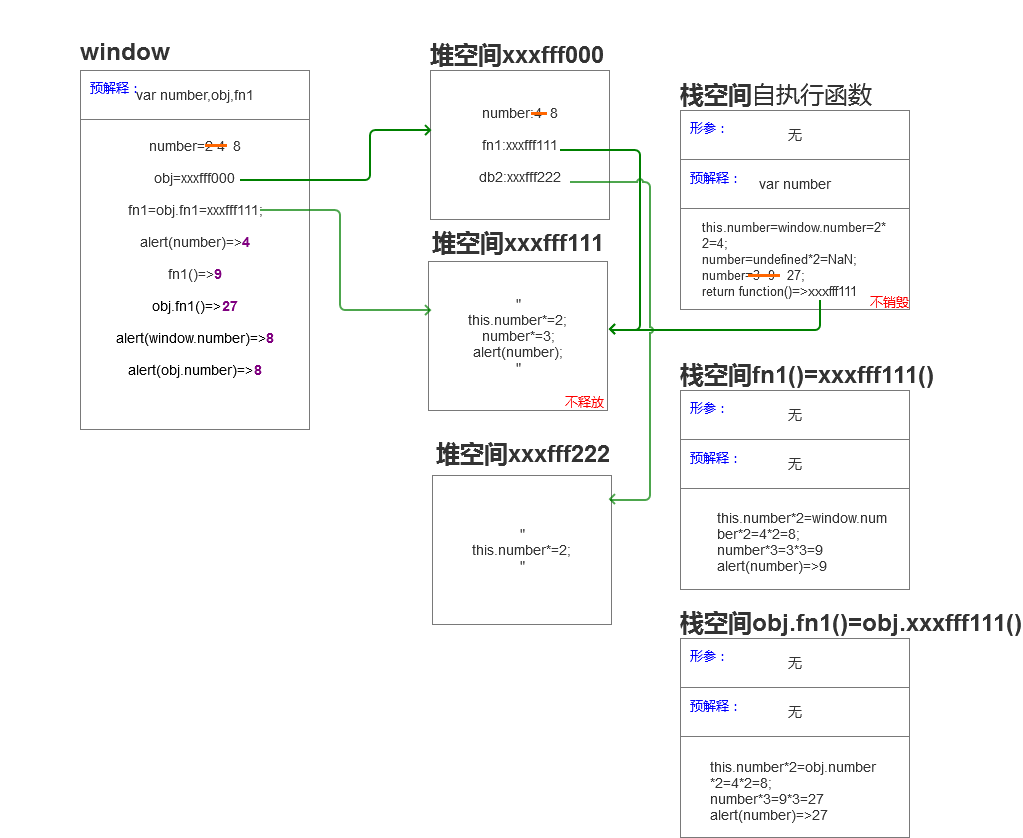 window
预解释：
var number,obj,fn1
number=2 4 8
obj=xxxfff000
fn1=obj.fn1=xxxfff111;
alert(number)=>4
fn1()=>9
obj.fn1()=>27
alert(window.number)=>8
alert(obj.number)=>8
堆空间xxxfff000
number:4 8
fn1:xxxfff111
db2:xxxfff222
堆空间xxxfff111
"
this.number*=2;
number*=3;
alert(number);
"
不释放
堆空间xxxfff222
"
this.number*=2;
"
栈空间自执行函数
形参：
无
预解释：
var number
this.number=window.number=2*
2=4;
number=undefined*2=NaN;
number=3 9 27;
return function()=>xxxfff111
不销毁
栈空间fn1()=xxxfff111()
形参：
无
预解释：
无
this.number*2=window.num
ber*2=4*2=8;
number*3=3*3=9
alert(number)=>9
栈空间obj.fn1()=obj.xxxfff111()
形参：
无
预解释：
无
this.number*2=obj.number
*2=4*2=8;
number*3=9*3=27
alert(number)=>27